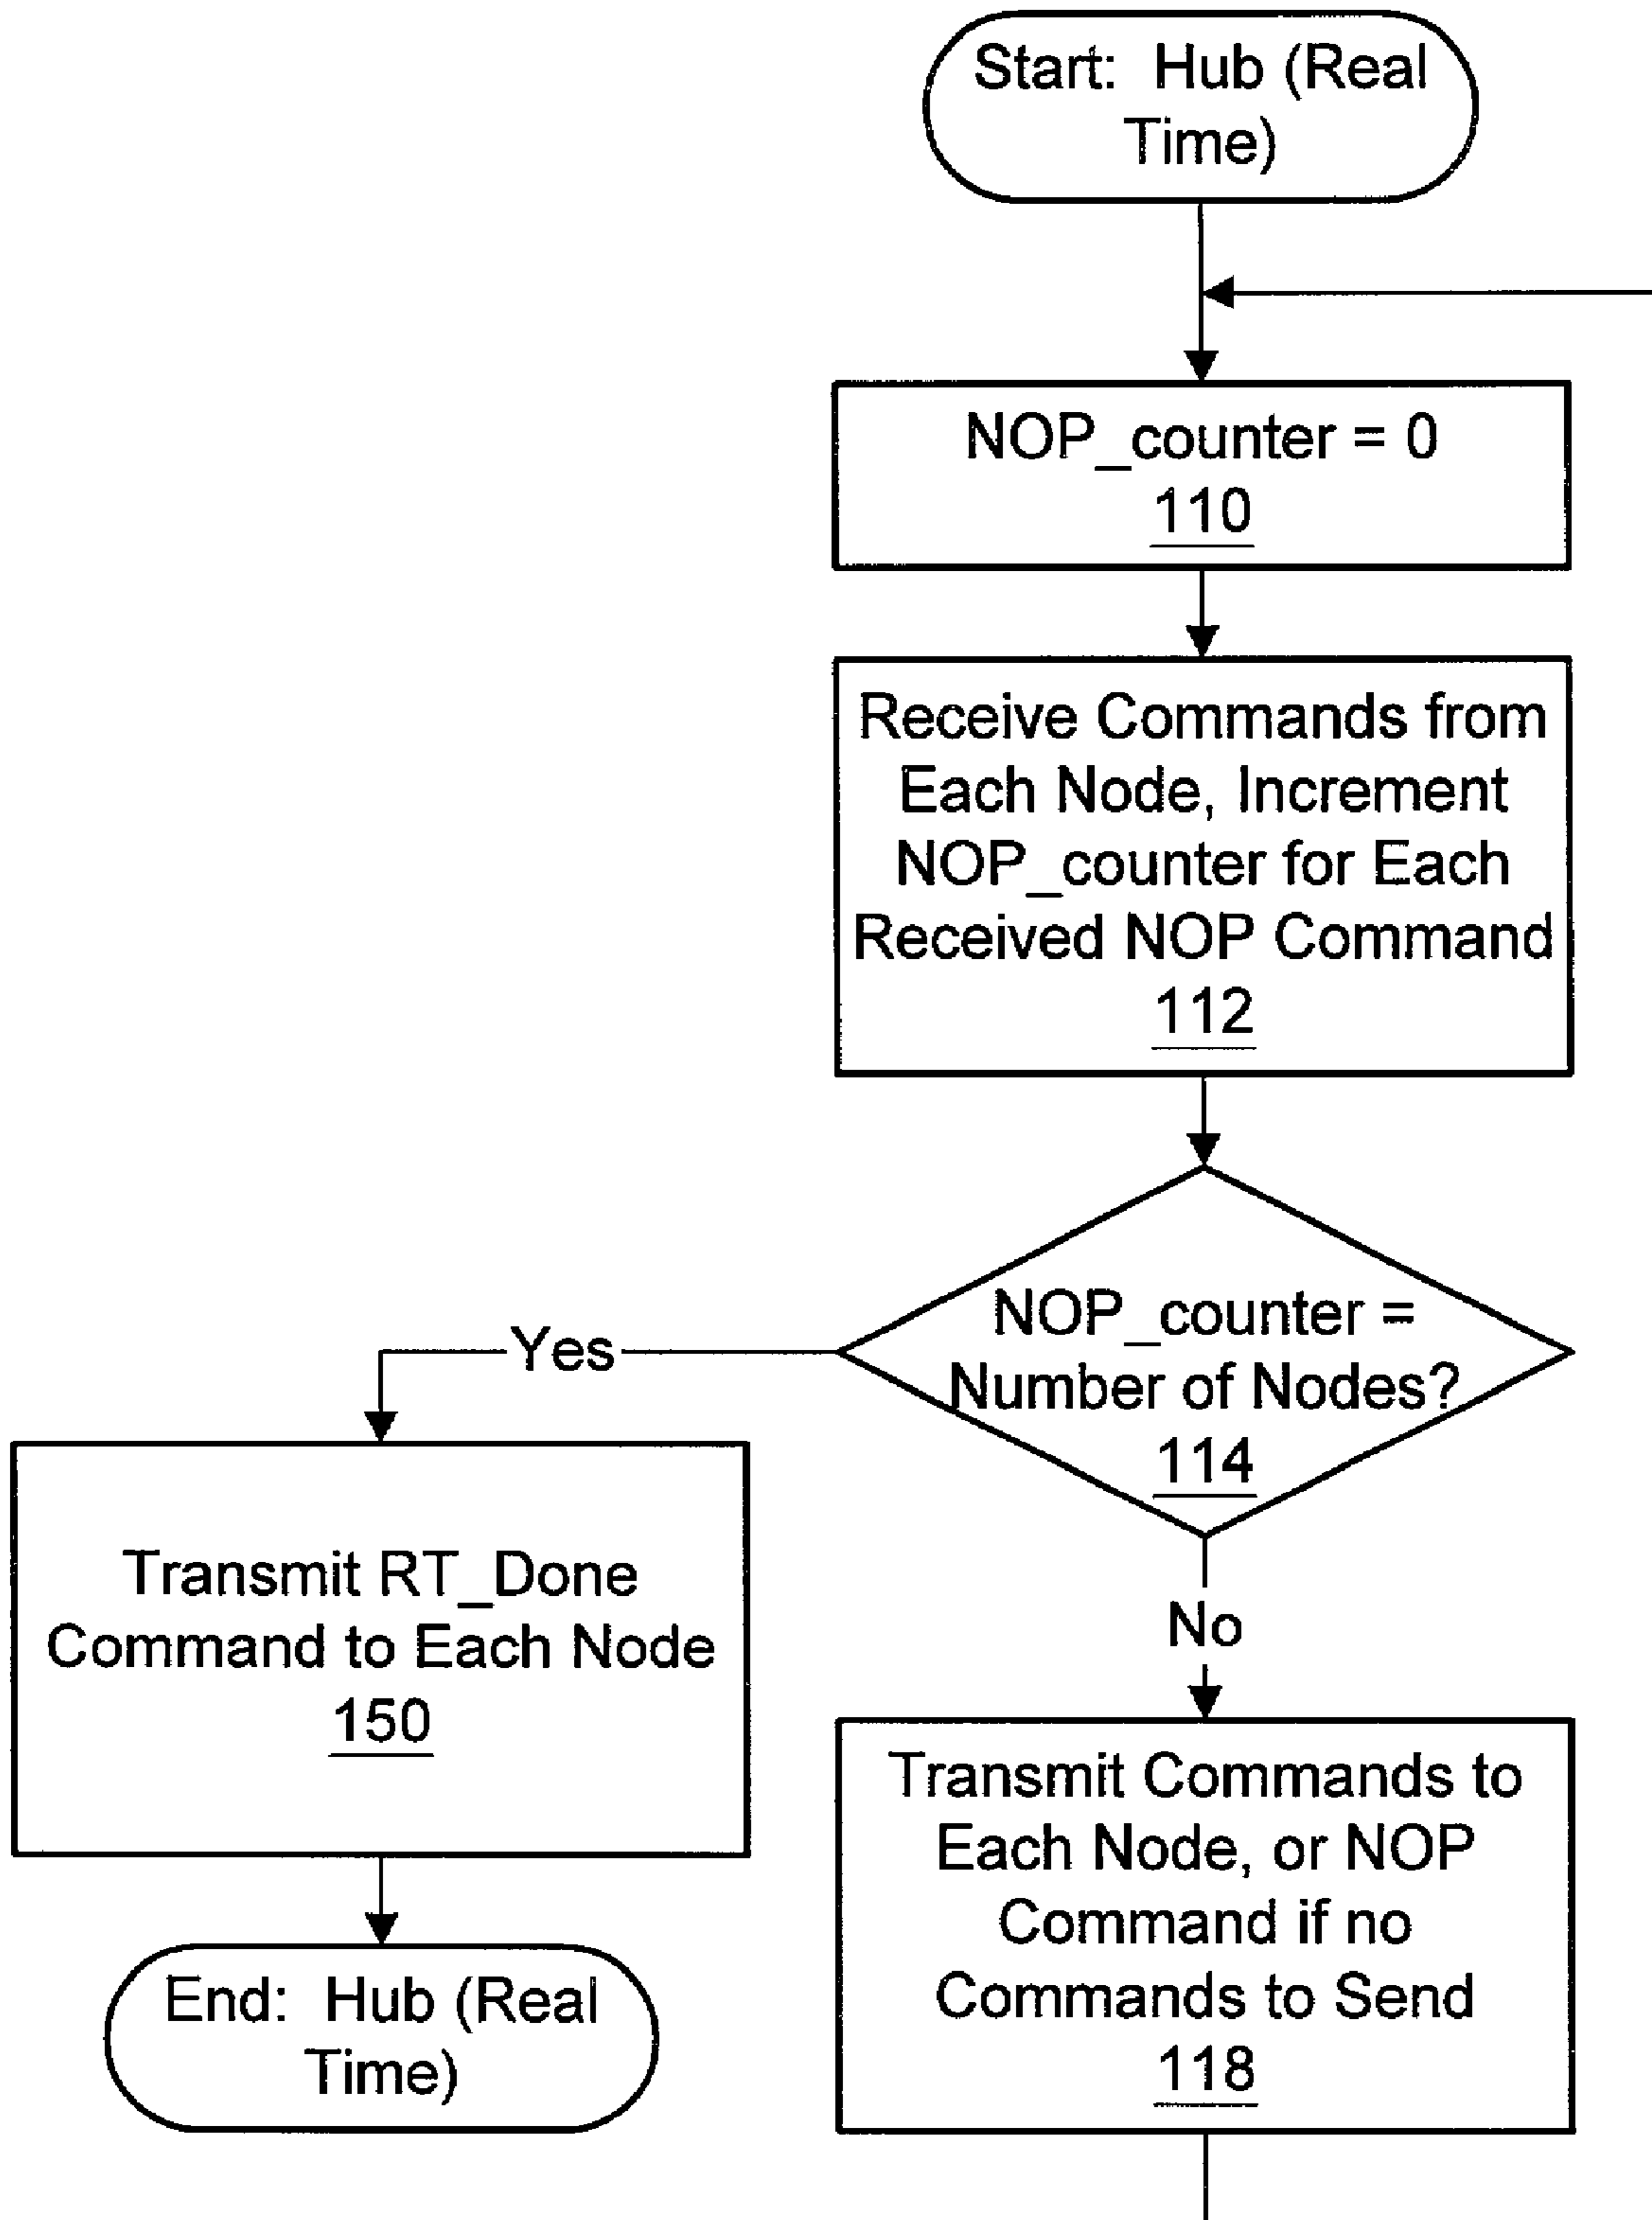 Start: Hub (Real
Time)
NOP_counter = 0
110
Receive Commands from
Each Node, Increment
NOP_counter for Each
Received NOP Command
112
NOP_counter =
Number of Nodes?
114
Yes
No
Transmit RT_Done
Command to Each Node
150
End: Hub (Real
Time)
Transmit Commands to
Each Node, or NOP
Command if no
Commands to Send
118